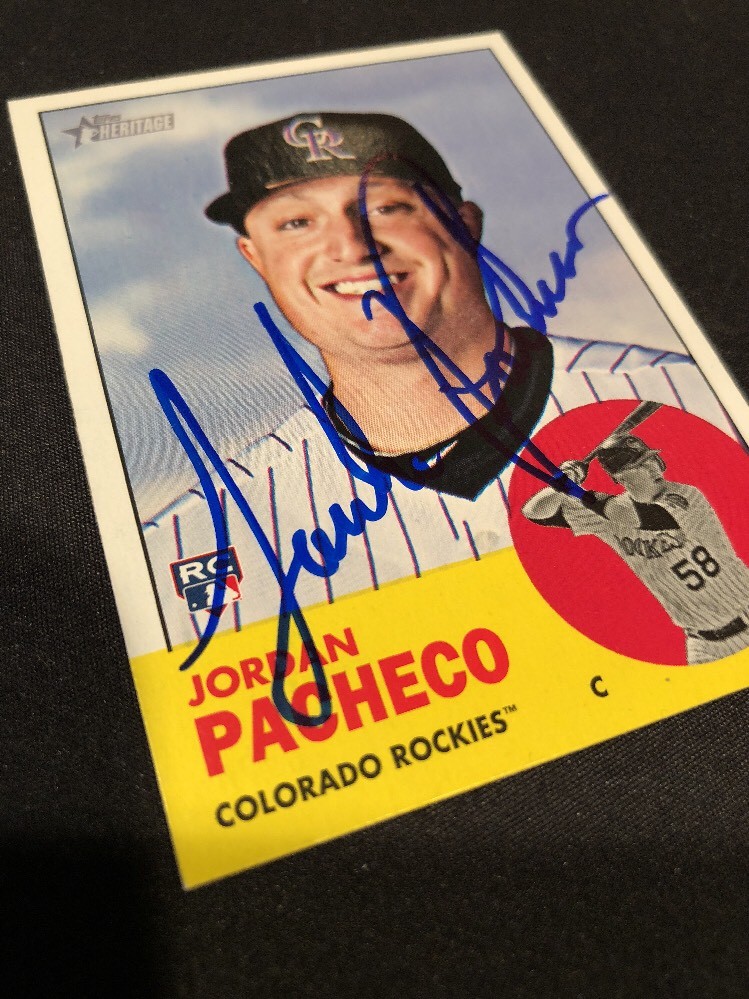 topps
HERITAGE
CR
ROCKIES
58
RC
JORDAN
PACHECO
C
COLORADO ROCKIES™